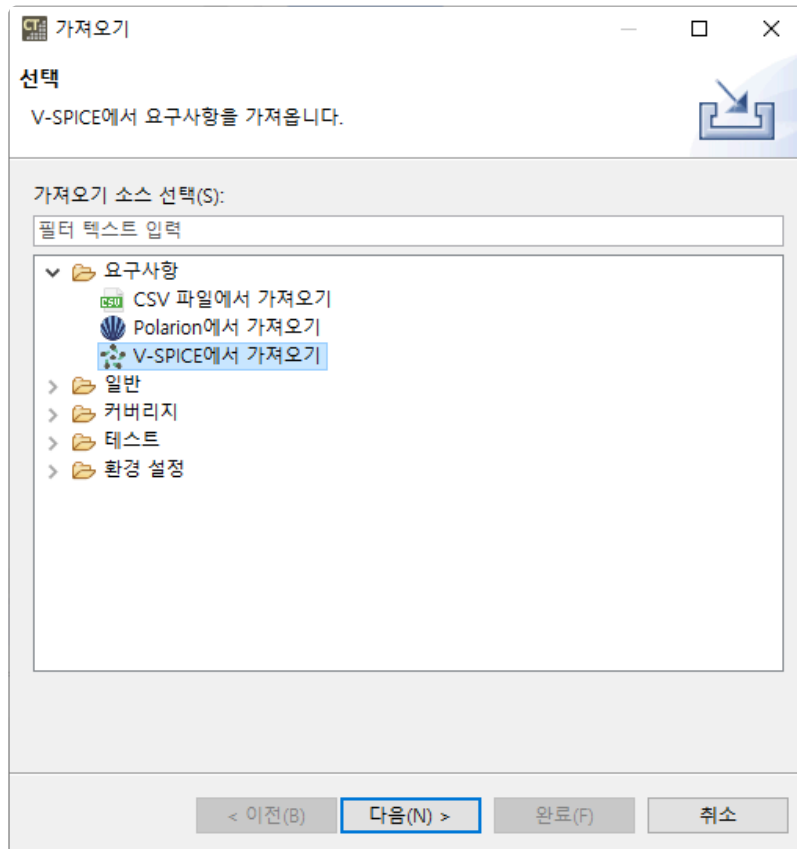 CT 가져오기
선택
V-SPICE에서 요구사항을 가져옵니다.
가져오기 소스 선택(S):
필터 텍스트 입력
요구사항
CSV CSV 파일에서 가져오기
Polarion에서 가져오기
V-SPICE에서 가져오기
일반
커버리지
테스트
환경 설정
< 이전(B) 다음(N) > 완료(F) 취소